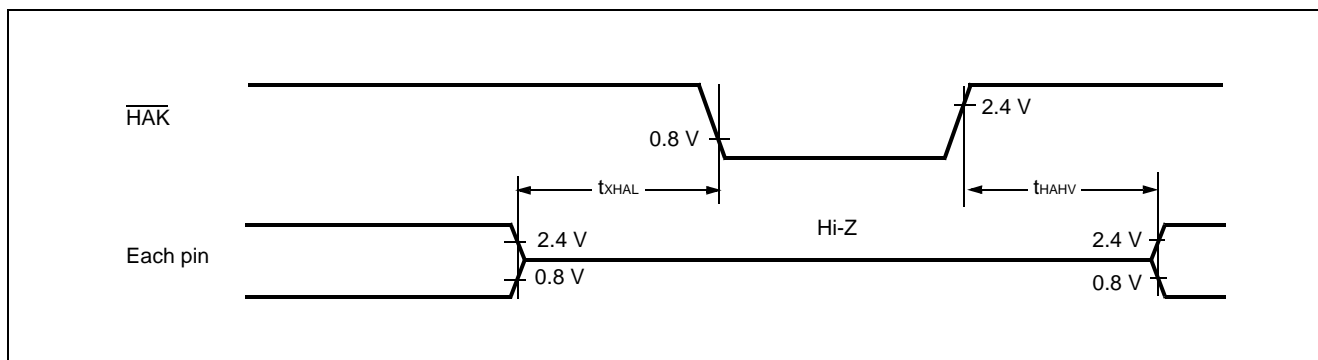 HAK
2.4 V
0.8 V
tXHAL
tHAHV
Hi-Z
Each pin
2.4 V
2.4 V
0.8 V
0.8 V